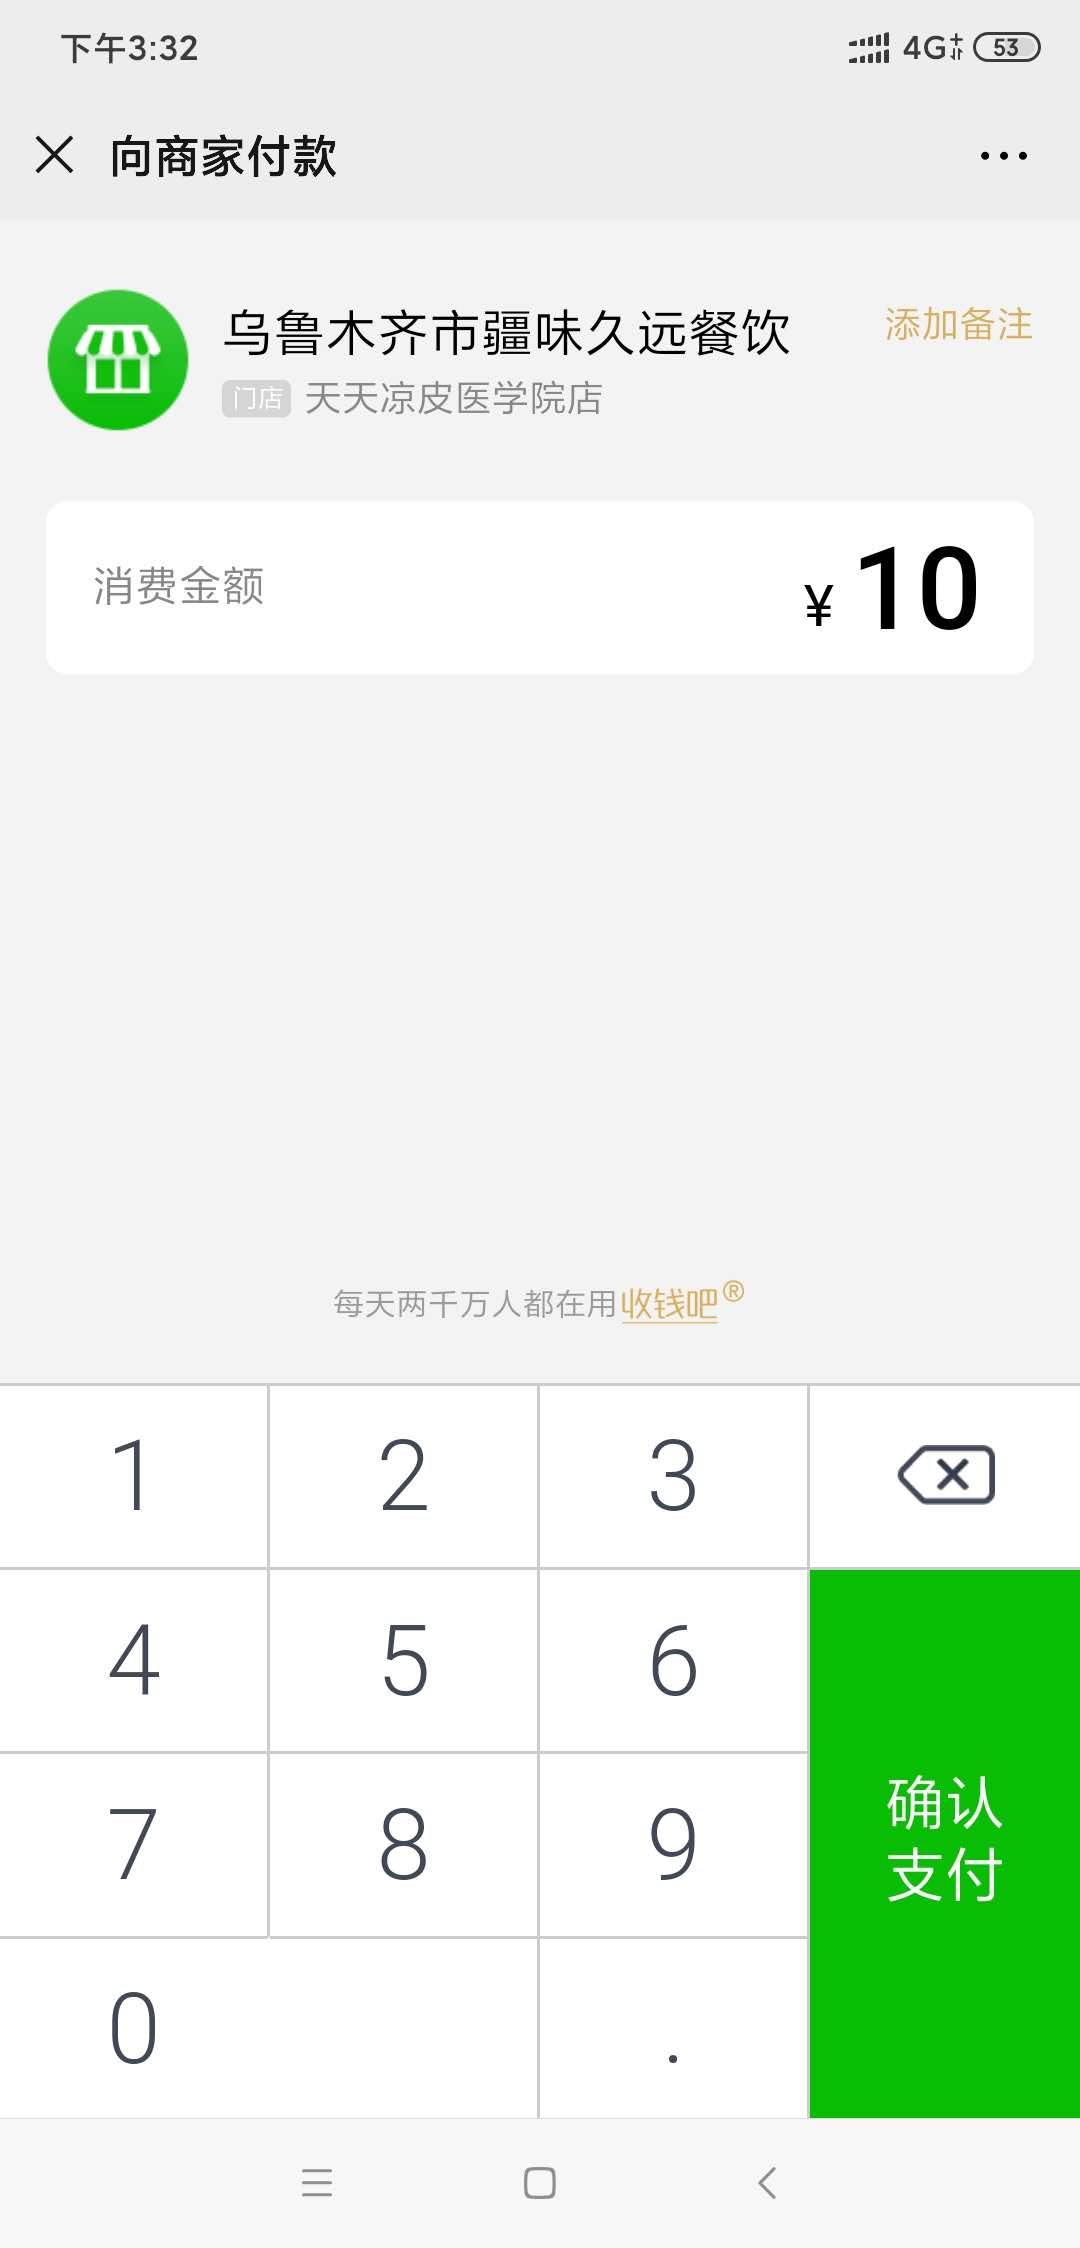 下午3:32
4G+
53
向商家付款
乌鲁木齐市疆味久远餐饮
添加备注
门店 天天凉皮医学院店
消费金额
¥ 10
每天两千万人都在用收钱吧®
1 2 3
4 5 6
7 8 9
确认
支付
0 .